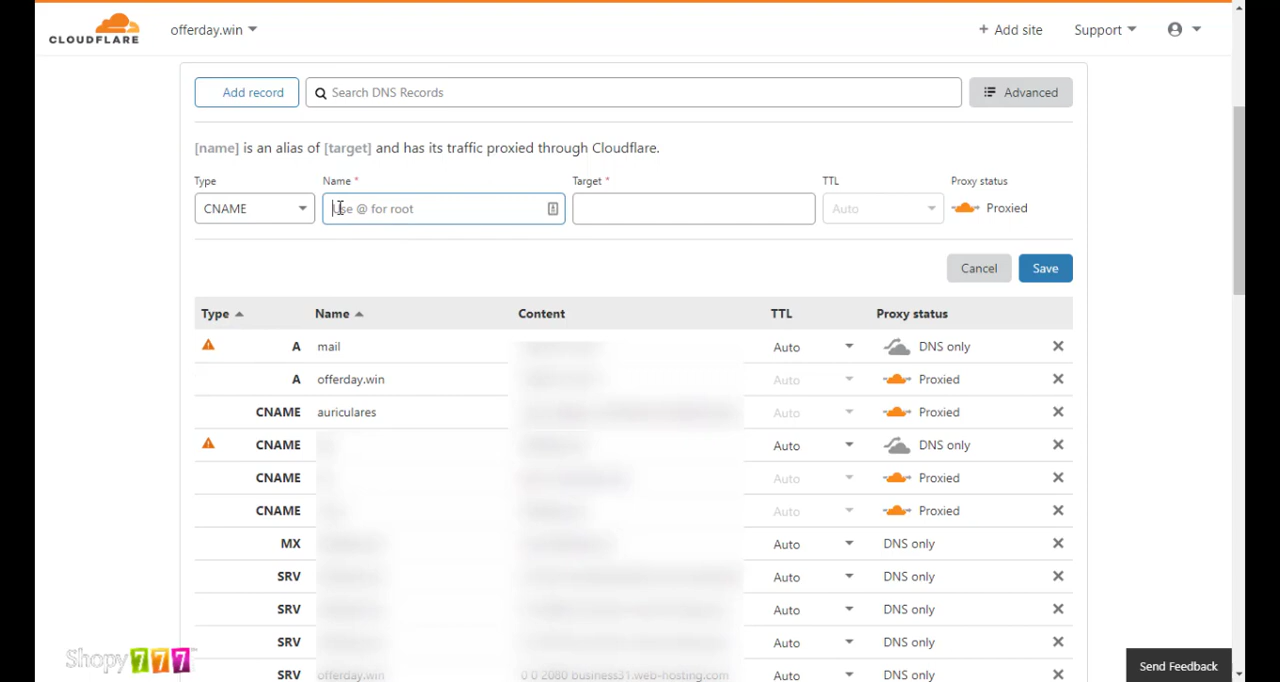 CLOUDFLARE
offerday.win
+ Add site
Support
Add record
Search DNS Records
Advanced
[name] is an alias of [target] and has its traffic proxied through Cloudflare.
Type
Name *
Target *
TTL
Proxy status
CNAME
Use @ for root
Auto
Proxied
Cancel
Save
Type Name Content TTL Proxy status
A mail Auto DNS only
A offerday.win Auto Proxied
CNAME auriculares Auto Proxied
CNAME Auto DNS only
CNAME Auto Proxied
CNAME Auto Proxied
MX Auto DNS only
SRV Auto DNS only
SRV Auto DNS only
SRV Auto DNS only
SRV offerday.win 0 0 2080 business31.web-hosting.com Auto DNS only
Shopy777
Send Feedback